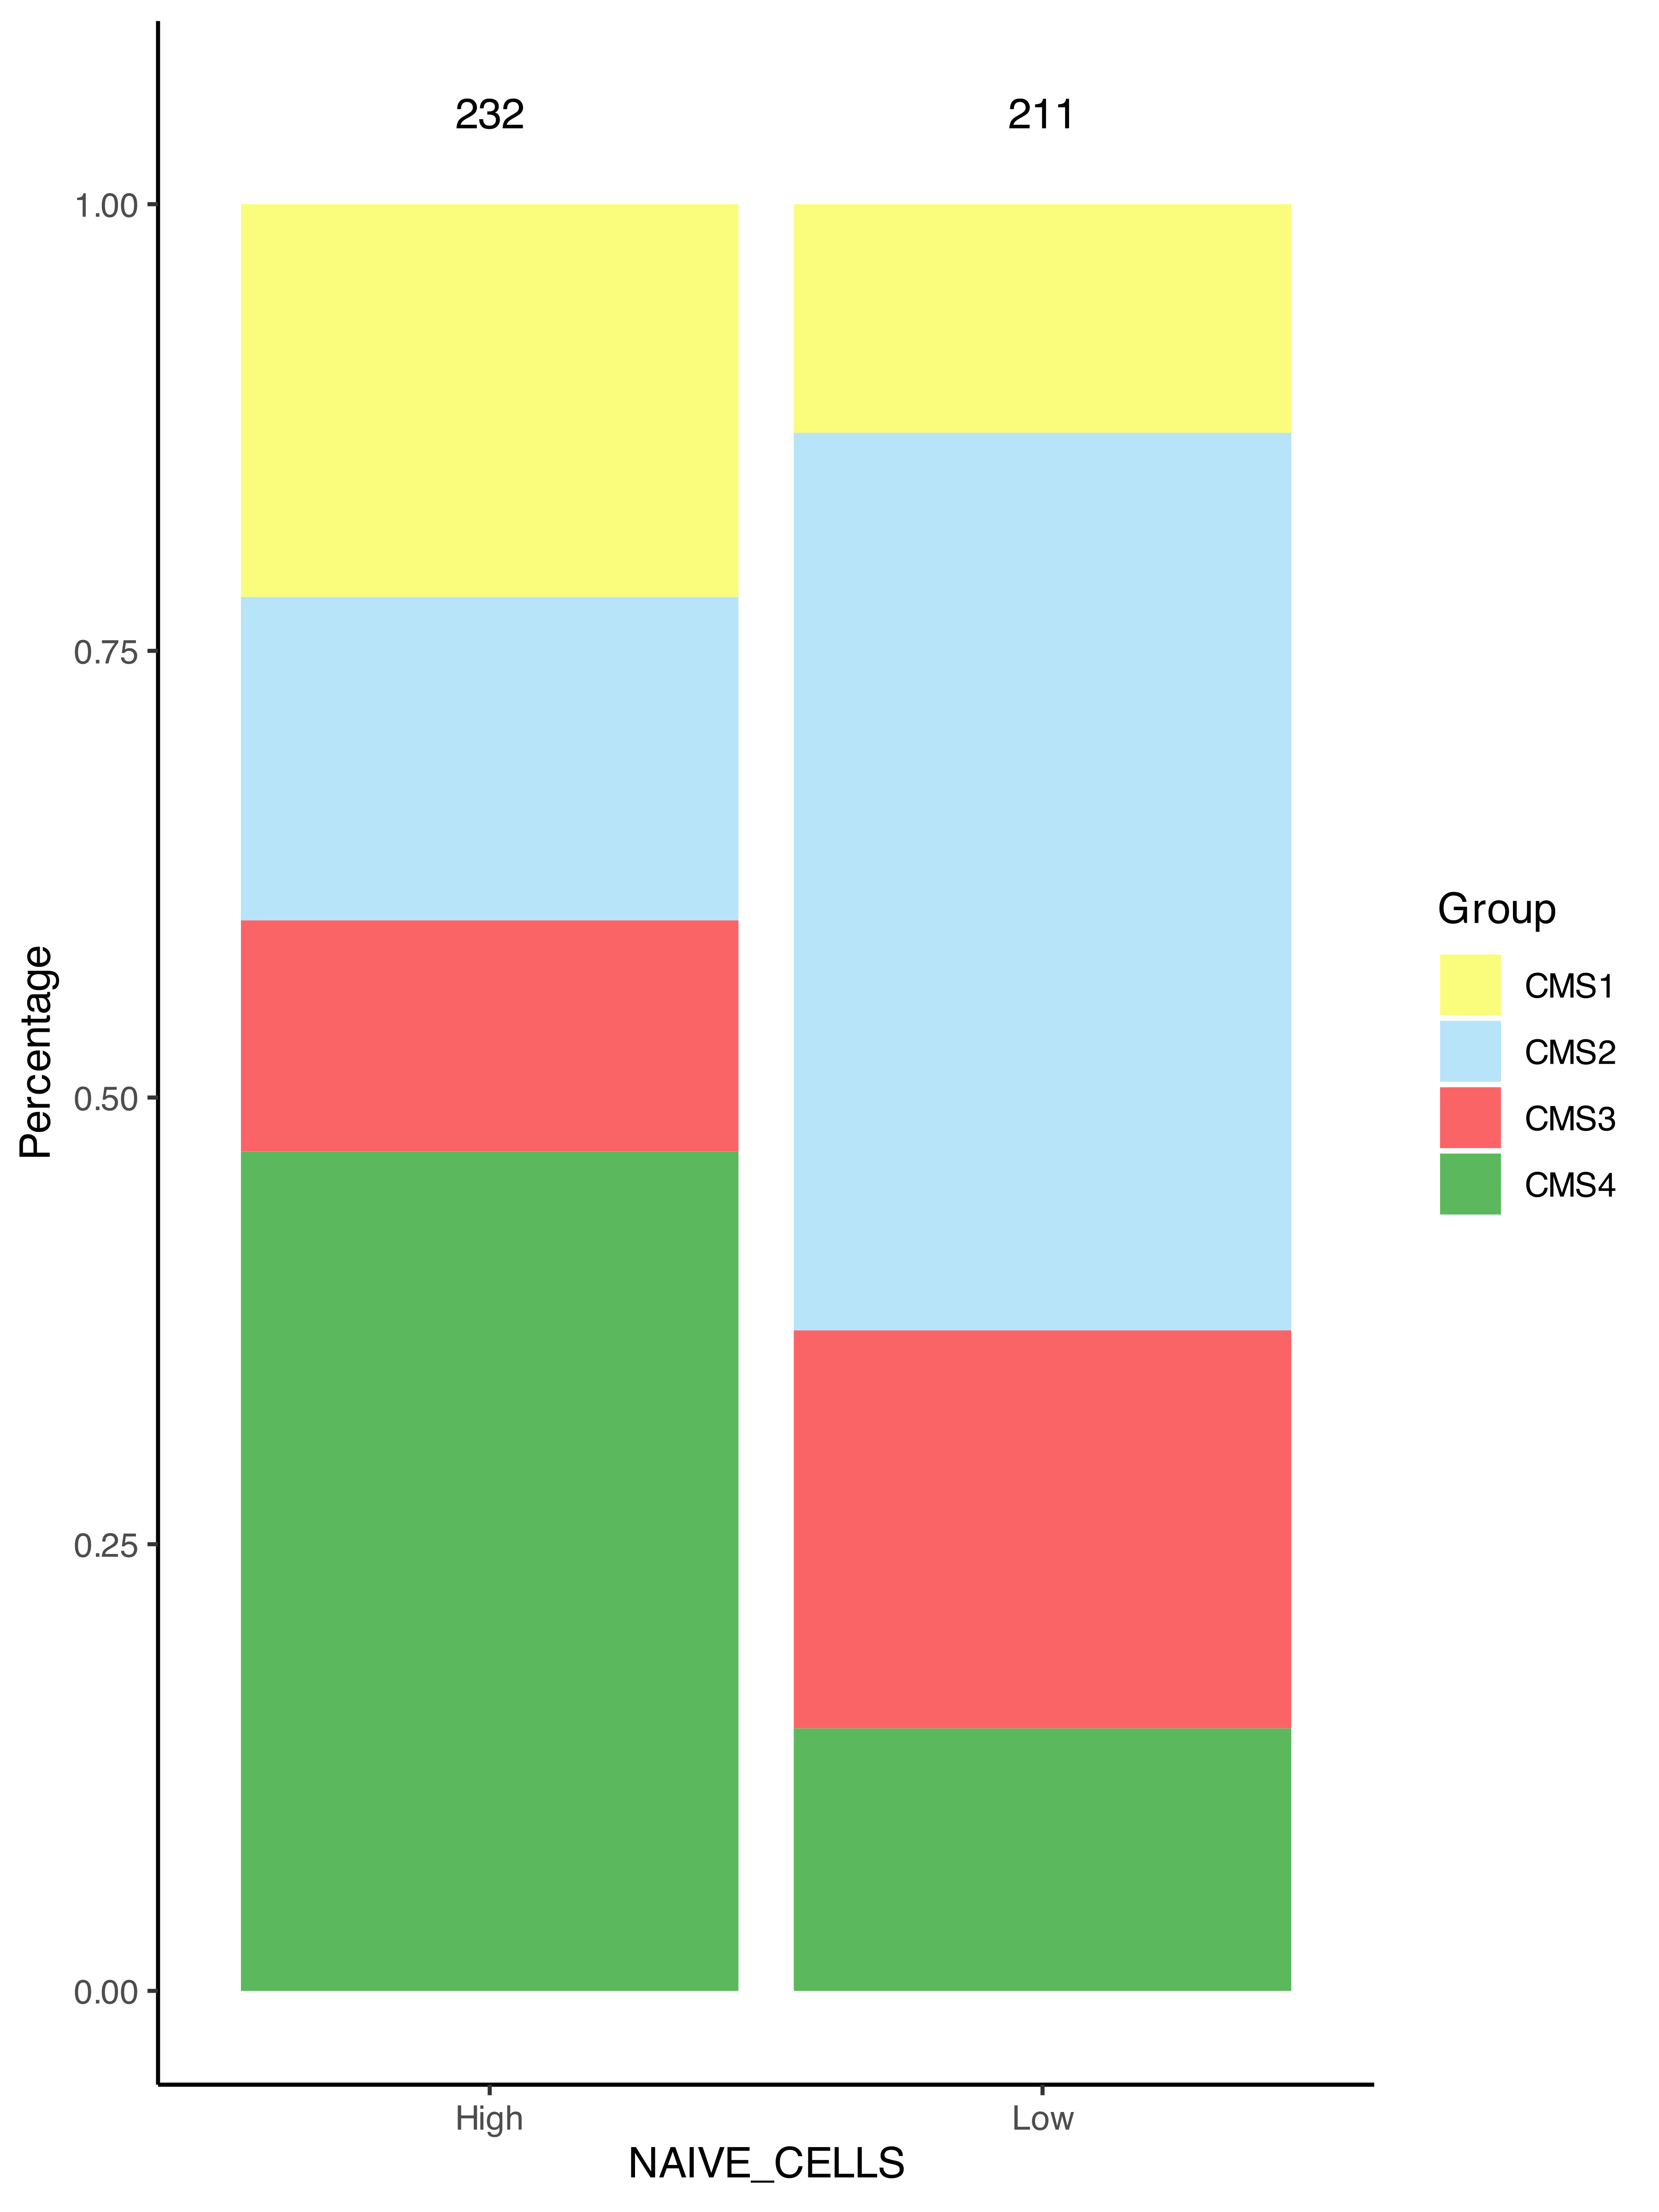 232
211
1.00
0.75
0.50
0.25
0.00
Percentage
High
Low
NAIVE_CELLS
Group
CMS1
CMS2
CMS3
CMS4